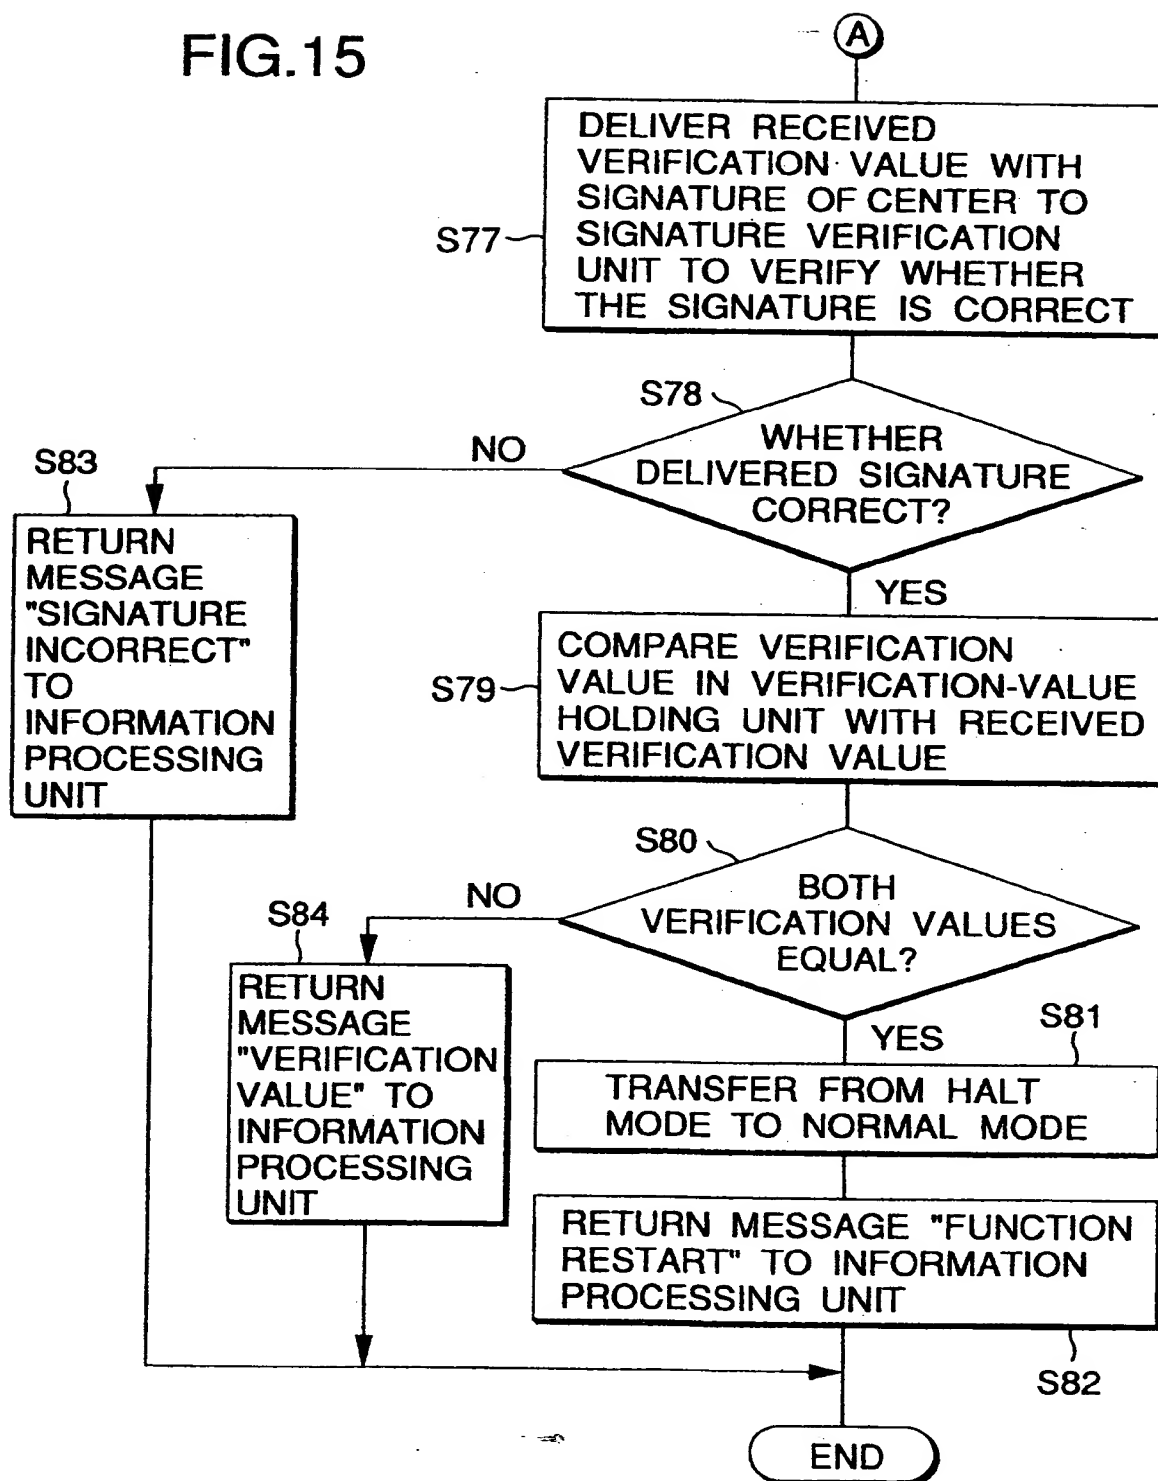 FIG.15
A
DELIVER RECEIVED
VERIFICATION VALUE WITH
SIGNATURE OF CENTER TO
SIGNATURE VERIFICATION
UNIT TO VERIFY WHETHER
THE SIGNATURE IS CORRECT
S77
S78
WHETHER
DELIVERED SIGNATURE
CORRECT?
NO
YES
S83
RETURN
MESSAGE
"SIGNATURE
INCORRECT"
TO
INFORMATION
PROCESSING
UNIT
S79
COMPARE VERIFICATION
VALUE IN VERIFICATION-VALUE
HOLDING UNIT WITH RECEIVED
VERIFICATION VALUE
S80
BOTH
VERIFICATION VALUES
EQUAL?
NO
YES
S84
RETURN
MESSAGE
"VERIFICATION
VALUE" TO
INFORMATION
PROCESSING
UNIT
S81
TRANSFER FROM HALT
MODE TO NORMAL MODE
RETURN MESSAGE "FUNCTION
RESTART" TO INFORMATION
PROCESSING UNIT
S82
END